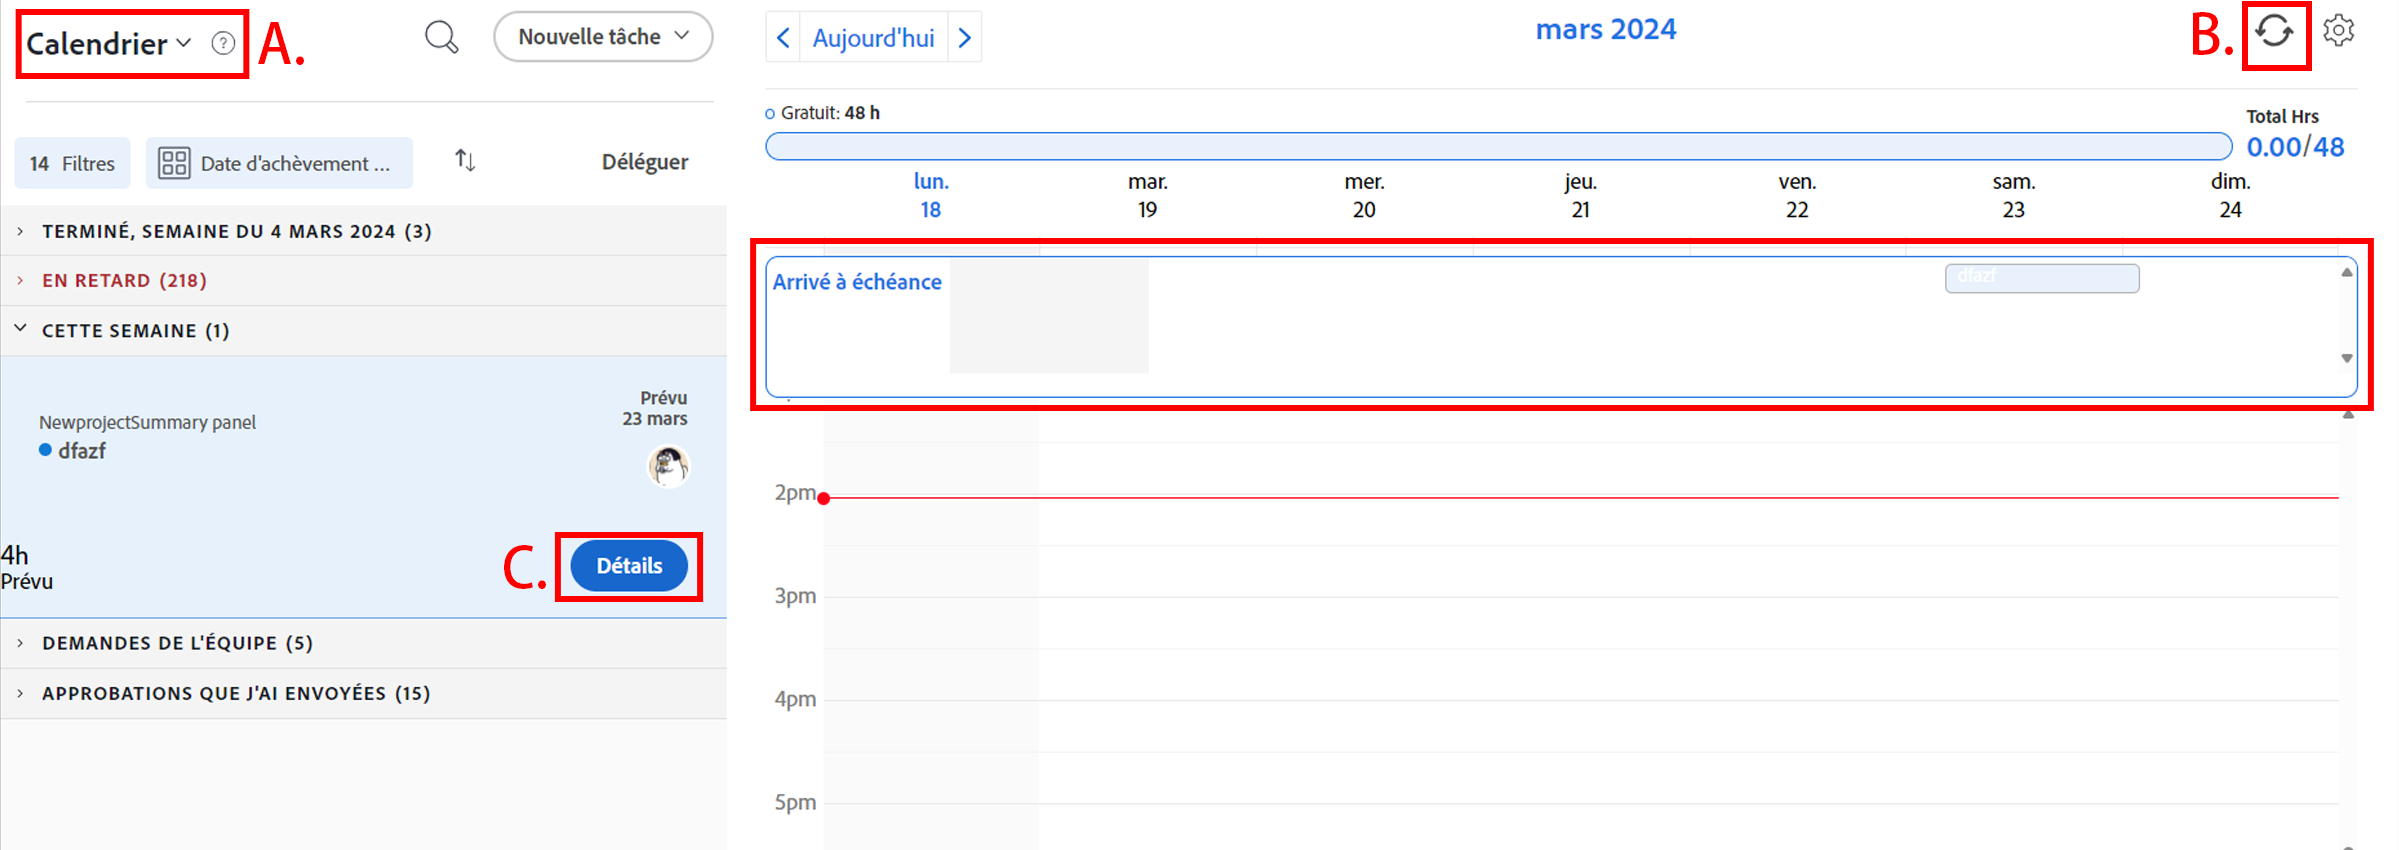 Calendrier
A.
Nouvelle tâche
14 Filtres
Date d'achèvement ...
Déléguer
TERMINÉ, SEMAINE DU 4 MARS 2024 (3)
EN RETARD (218)
CETTE SEMAINE (1)
Prévu
23 mars
NewprojectSummary panel
dfazf
4h
Prévu
C.
Détails
DEMANDES DE L'ÉQUIPE (5)
APPROBATIONS QUE J'AI ENVOYÉES (15)
Aujourd'hui
mars 2024
B.
Gratuit: 48 h
Total Hrs
0.00/48
lun. mar. mer. jeu. ven. sam. dim.
18 19 20 21 22 23 24
Arrivé à échéance
dfazf
2pm
3pm
4pm
5pm